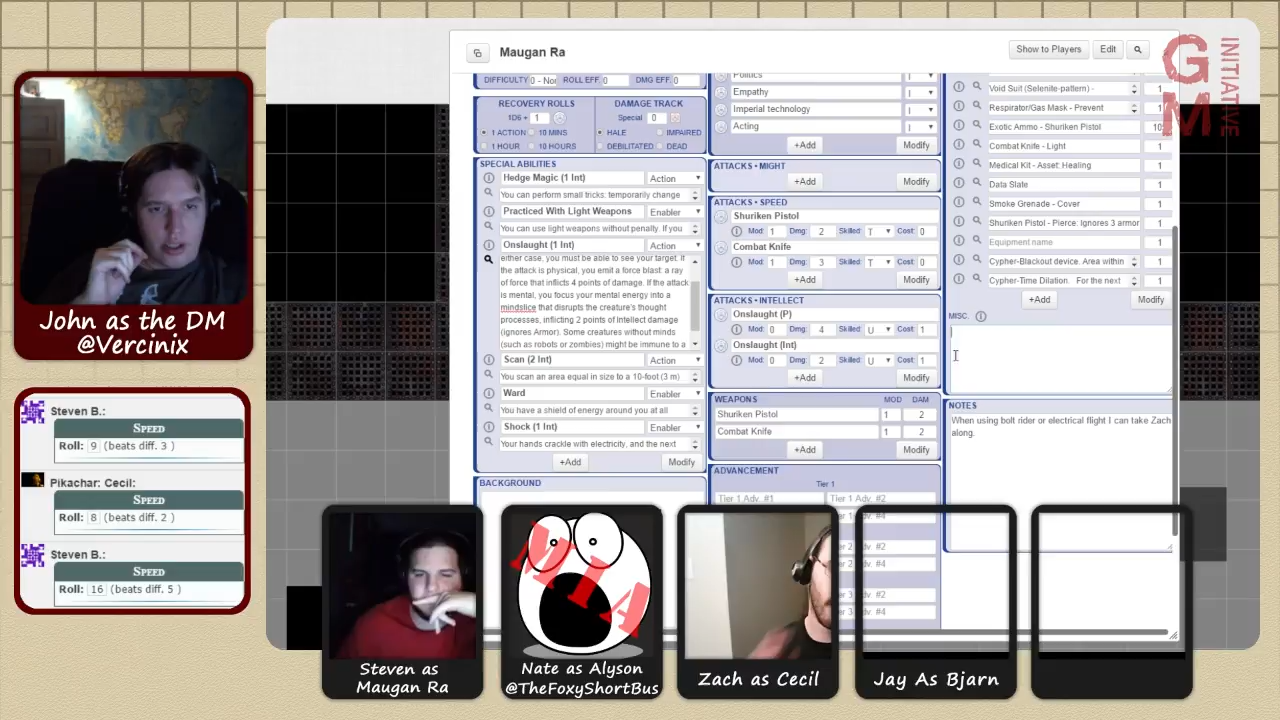 Maugan Ra
Show to Players
Edit
GM
INITIATIVE
DIFFICULTY
ROLL EFF.
0
DMG EFF.
0
RECOVERY ROLLS
1D6 +
1
1 ACTION
10 MINS
1 HOUR
10 HOURS
DAMAGE TRACK
Special
0
HALE
IMPAIRED
DEBILITATED
DEAD
SPECIAL ABILITIES
Hedge Magic (1 Int)
Action
You can perform small tricks: temporarily change
Practiced With Light Weapons
Enabler
You can use light weapons without penalty. If you
Onslaught (1 Int)
Action
either case, you must be able to see your target. If
the attack is physical, you emit a force blast: a ray
of force that inflicts 4 points of damage. If the attack
is mental, you focus your mental energy into a
mindslice that disrupts the creature's thought
processes, inflicting 2 points of Intellect damage
(ignores Armor). Some creatures without minds
(such as robots or zombies) might be immune to a
Scan (2 Int)
Action
You scan an area equal in size to a 10-foot (3 m)
Ward
Enabler
You have a shield of energy around you at all
Shock (1 Int)
Enabler
Your hands crackle with electricity, and the next
+Add
Modify
BACKGROUND
Politics
Empathy
Imperial technology
Acting
+Add
Modify
ATTACKS • MIGHT
+Add
Modify
ATTACKS • SPEED
Shuriken Pistol
Mod: 1 Dmg: 2 Skilled: T Cost: 0
Combat Knife
Mod: 1 Dmg: 3 Skilled: T Cost: 0
+Add
Modify
ATTACKS • INTELLECT
Onslaught (P)
Mod: 0 Dmg: 4 Skilled: U Cost: 1
Onslaught (Int)
Mod: 0 Dmg: 2 Skilled: U Cost: 1
+Add
Modify
WEAPONS MOD DAM
Shuriken Pistol 1 2
Combat Knife 1 2
+Add
Modify
ADVANCEMENT
Tier 1
Tier 1 Adv. #1
Tier 1 Adv. #2
Void Suit (Selenite-pattern) - 1
Respirator/Gas Mask - Prevent 1
Exotic Ammo - Shuriken Pistol 10
Combat Knife - Light 1
Medical Kit - Asset: Healing 1
Data Slate 1
Smoke Grenade - Cover 1
Shuriken Pistol - Pierce: Ignores 3 armor 1
Equipment name 1
Cypher-Blackout device. Area within 1
Cypher-Time Dilation. For the next 1
+Add
Modify
MISC.
NOTES
When using bolt rider or electrical flight I can take Zach
along.
John as the DM
@Vercinix
Steven B.:
SPEED
Roll: 9 (beats diff. 3 )
Pikachar: Cecil:
SPEED
Roll: 8 (beats diff. 2 )
Steven B.:
SPEED
Roll: 16 (beats diff. 5 )
Steven as
Maugan Ra
MIA
Nate as Alyson
@TheFoxyShortBus
Zach as Cecil
Jay As Bjarn